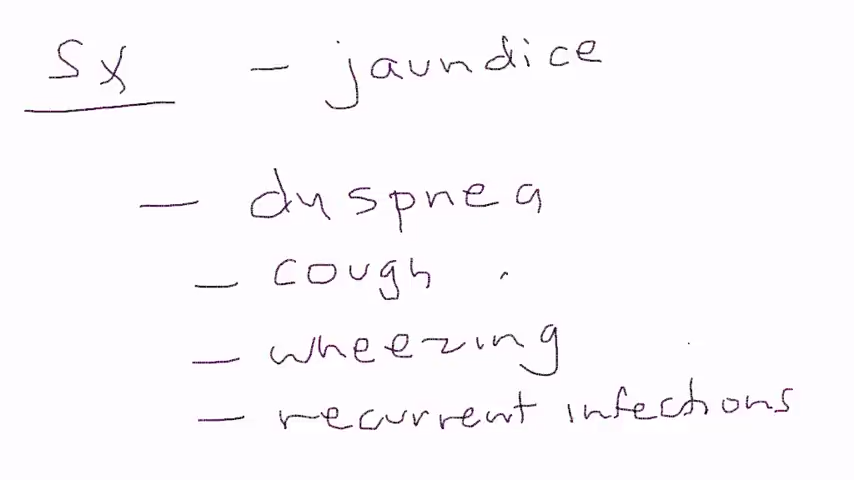 Sx - jaundice
- dyspnea
- cough
- wheezing
- recurrent infections